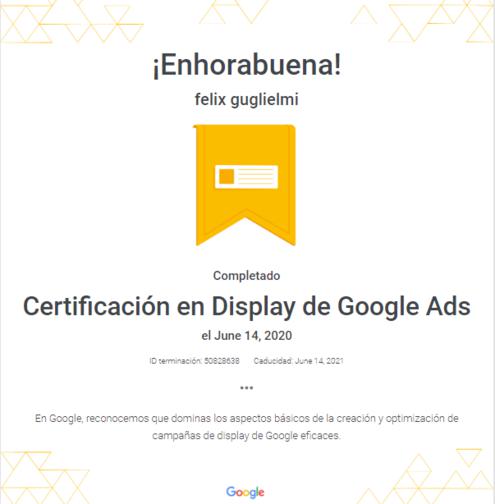 ¡Enhorabuena!
felix guglielmi
Completado
Certificación en Display de Google Ads
el June 14, 2020
ID terminación: 50828638 Caducidad: June 14, 2021
•••
En Google, reconocemos que dominas los aspectos básicos de la creación y optimización de
campañas de display de Google eficaces.
Google